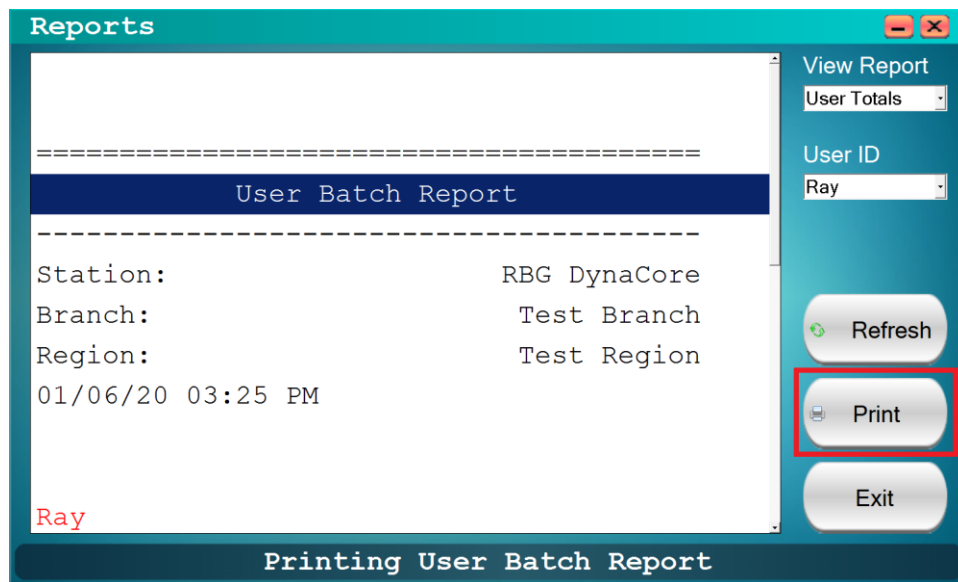 Reports
========================================
User Batch Report
----------------------------------------
Station: RBG DynaCore
Branch: Test Branch
Region: Test Region
01/06/20 03:25 PM
Ray
View Report
User Totals
User ID
Ray
Refresh
Print
Exit
Printing User Batch Report